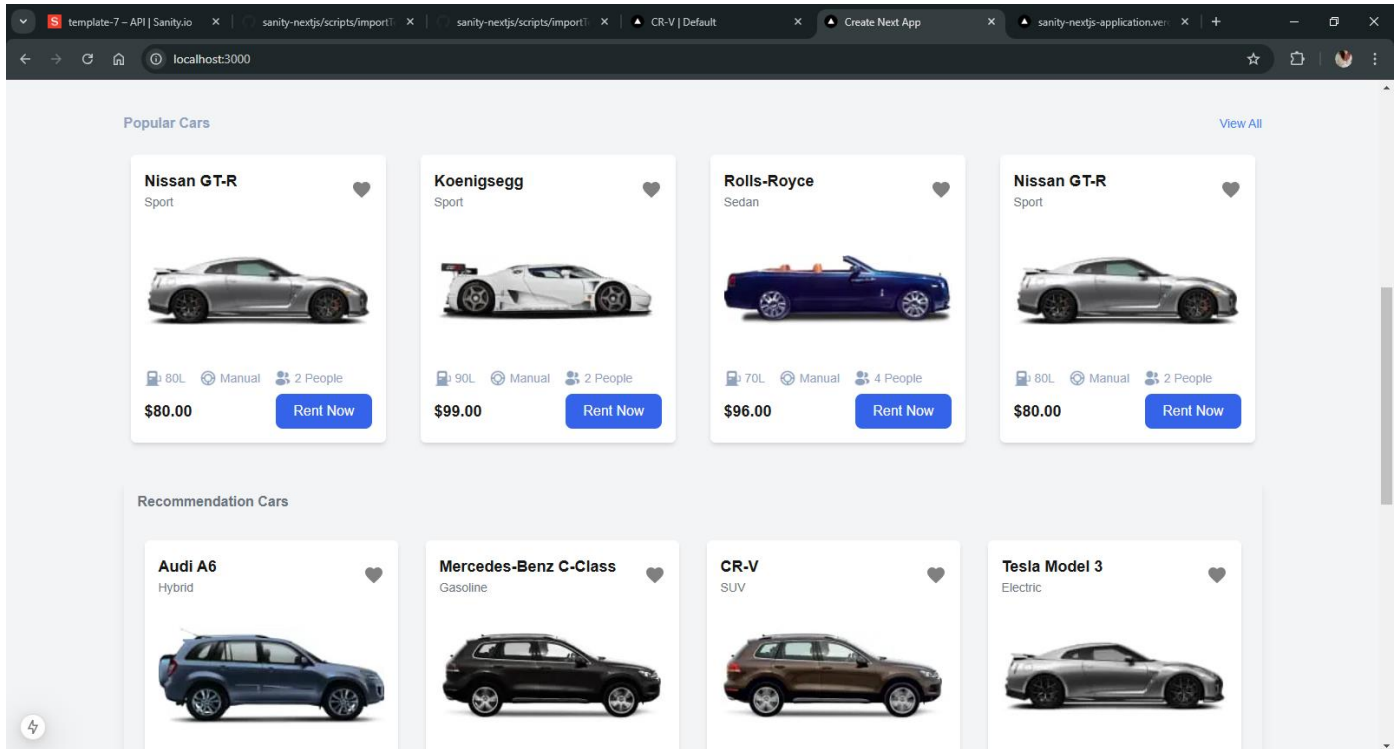 template-7 – API | Sanity.io
sanity-nextjs/scripts/importT
sanity-nextjs/scripts/importT
CR-V | Default
Create Next App
sanity-nextjs-application.ver
localhost:3000
Popular Cars
View All
Nissan GT-R
Sport
80L Manual 2 People
$80.00 Rent Now
Koenigsegg
Sport
90L Manual 2 People
$99.00 Rent Now
Rolls-Royce
Sedan
70L Manual 4 People
$96.00 Rent Now
Nissan GT-R
Sport
80L Manual 2 People
$80.00 Rent Now
Recommendation Cars
Audi A6
Hybrid
Mercedes-Benz C-Class
Gasoline
CR-V
SUV
Tesla Model 3
Electric